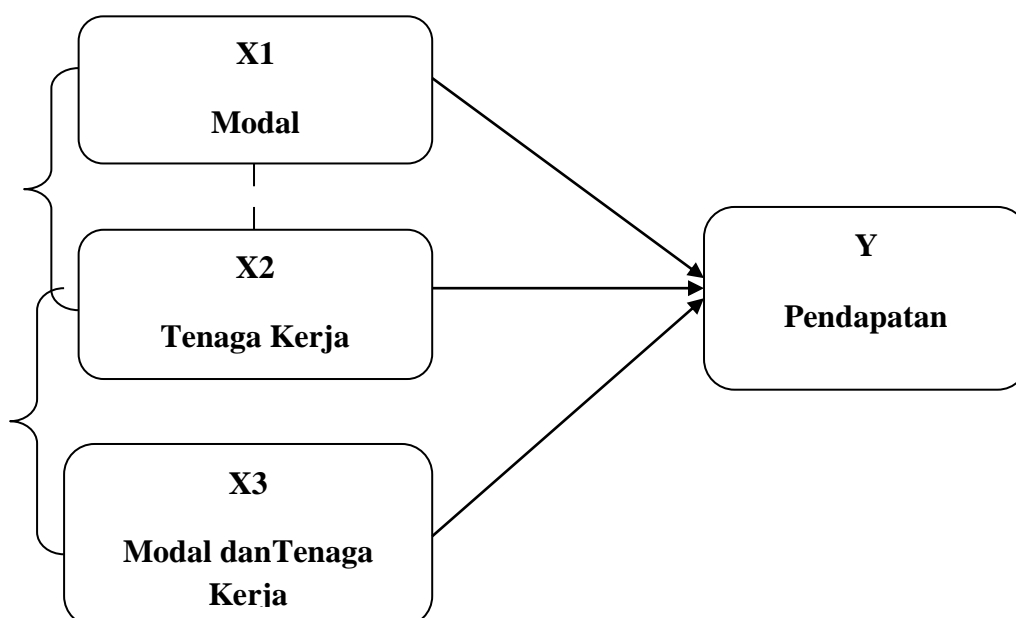 X1
Modal
X2
Tenaga Kerja
X3
Modal danTenaga
Kerja
Y
Pendapatan